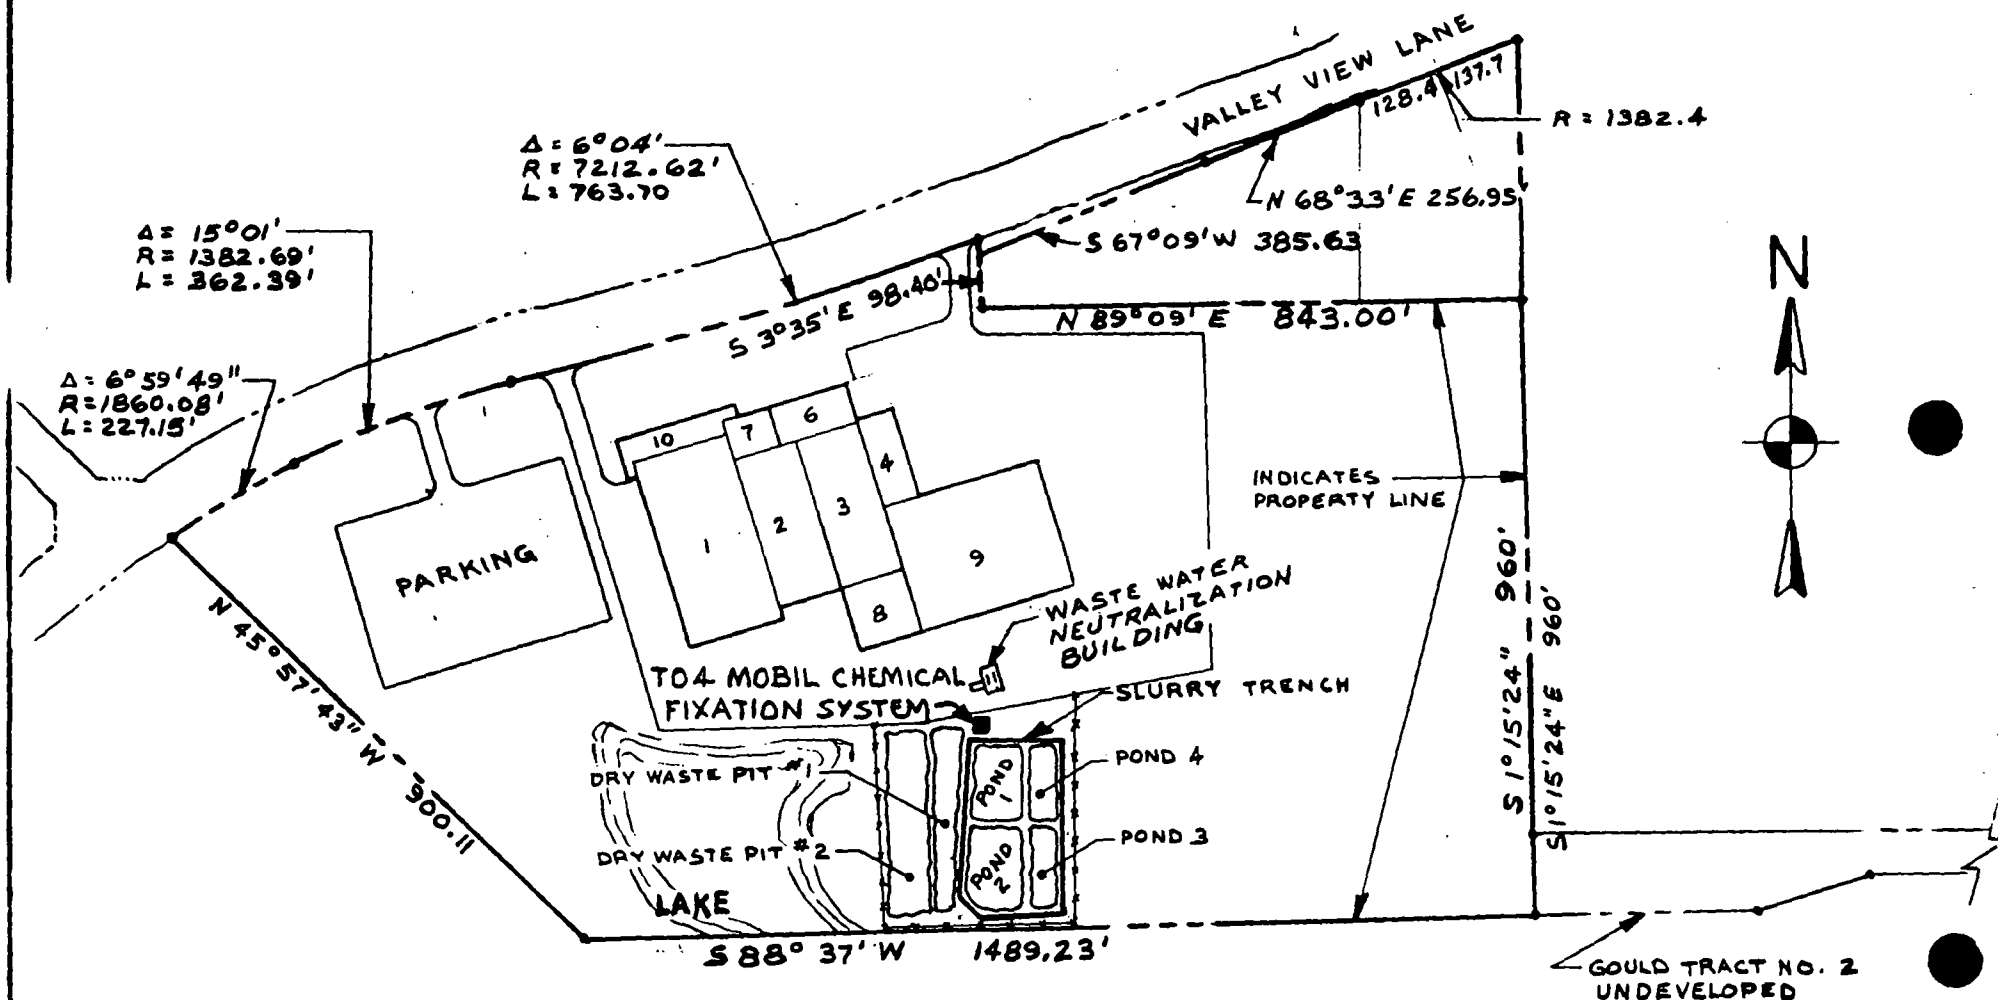 VALLEY VIEW LANE
128.4
137.7
R = 1382.4
Δ = 6°04'
R = 7212.62'
L = 763.70
N 68°33'E 256.95'
Δ = 15°01'
R = 1382.69'
L = 362.39'
S 67°09'W 385.63
N
S 3°35' E 98.40'
N 89°09' E 843.00'
Δ = 6°59'49"
R = 1860.08'
L = 227.15'
10
7
6
4
1
2
3
9
8
INDICATES
PROPERTY LINE
PARKING
WASTE WATER
NEUTRALIZATION
BUILDING
N 45°57'43" W 900.11
S 1°15'24" 960'
S 1°15'24"E 960'
TO4 MOBIL CHEMICAL
FIXATION SYSTEM
SLURRY TRENCH
DRY WASTE PIT #1
POND
1
POND 4
DRY WASTE PIT #2
POND
2
POND 3
LAKE
S 88° 37' W 1489.23'
GOULD TRACT NO. 2
UNDEVELOPED